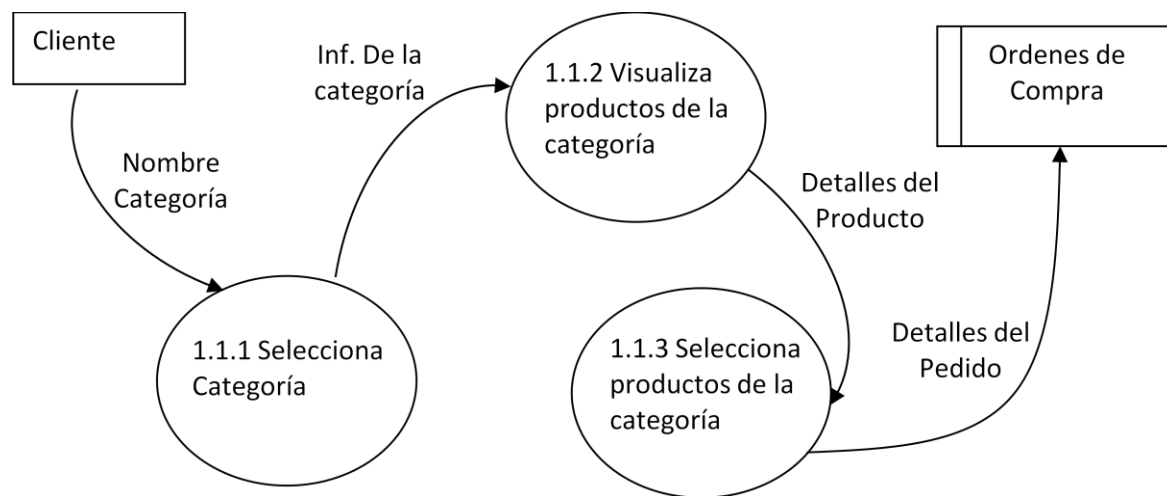 Cliente
Nombre
Categoría
1.1.1 Selecciona
Categoría
Inf. De la
categoría
1.1.2 Visualiza
productos de la
categoría
Detalles del
Producto
1.1.3 Selecciona
productos de la
categoría
Detalles del
Pedido
Ordenes de
Compra